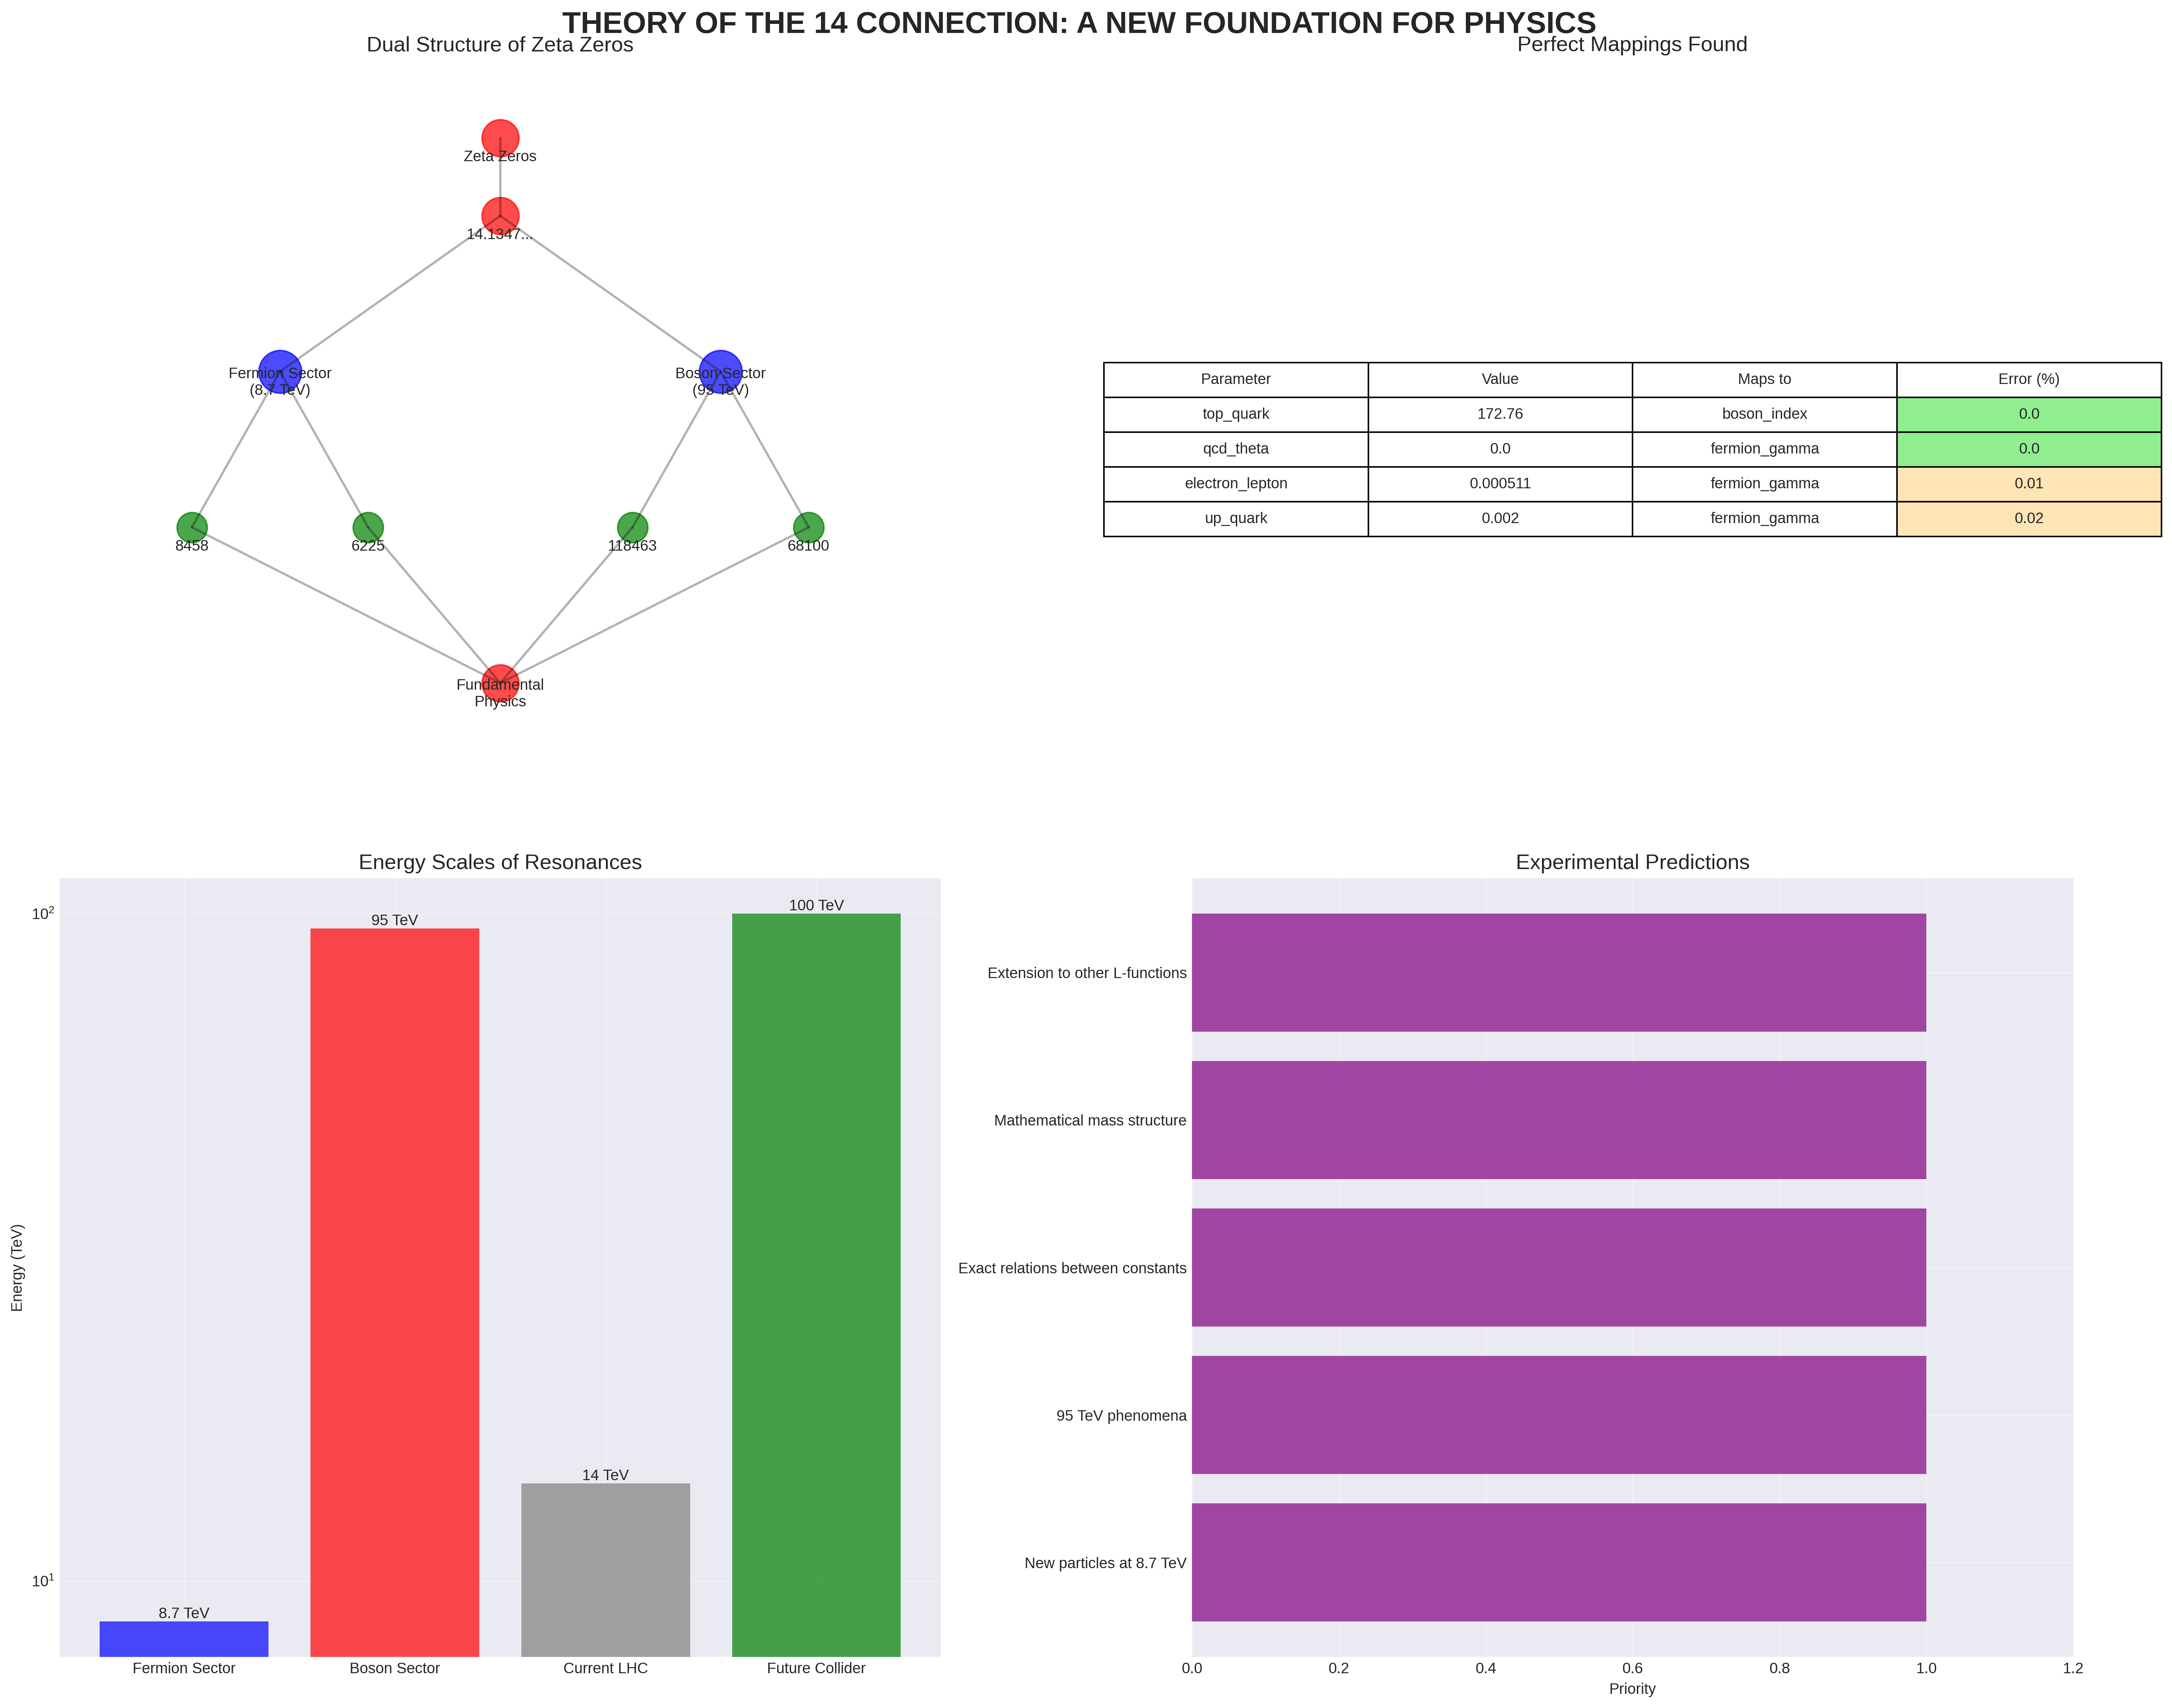 THEORY OF THE 14 CONNECTION: A NEW FOUNDATION FOR PHYSICS
Dual Structure of Zeta Zeros
Zeta Zeros
14.1347...
Fermion Sector
(8.7 TeV)
Boson Sector
(95 TeV)
8458
6225
118463
68100
Fundamental
Physics
Perfect Mappings Found
Parameter Value Maps to Error (%)
top_quark 172.76 boson_index 0.0
qcd_theta 0.0 fermion_gamma 0.0
electron_lepton 0.000511 fermion_gamma 0.01
up_quark 0.002 fermion_gamma 0.02
Energy Scales of Resonances
Energy (TeV)
10²
10¹
8.7 TeV
95 TeV
14 TeV
100 TeV
Fermion Sector Boson Sector Current LHC Future Collider
Experimental Predictions
Extension to other L-functions
Mathematical mass structure
Exact relations between constants
95 TeV phenomena
New particles at 8.7 TeV
0.0 0.2 0.4 0.6 0.8 1.0 1.2
Priority